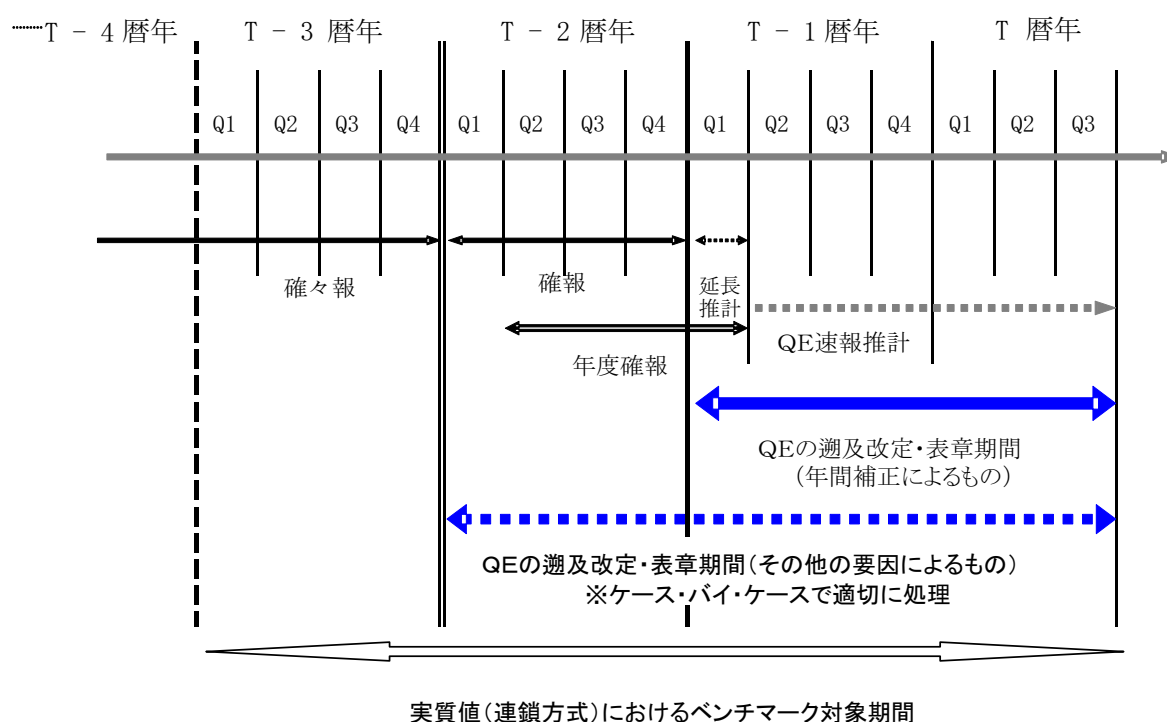 T - 4 暦年 T - 3 暦年 T - 2 暦年 T - 1 暦年 T 暦年
Q1 Q2 Q3 Q4 Q1 Q2 Q3 Q4 Q1 Q2 Q3 Q4 Q1 Q2 Q3
確々報
確報
延長
推計
年度確報
QE速報推計
QEの遡及改定・表章期間
(年間補正によるもの)
QEの遡及改定・表章期間(その他の要因によるもの)
※ケース・バイ・ケースで適切に処理
実質値(連鎖方式)におけるベンチマーク対象期間